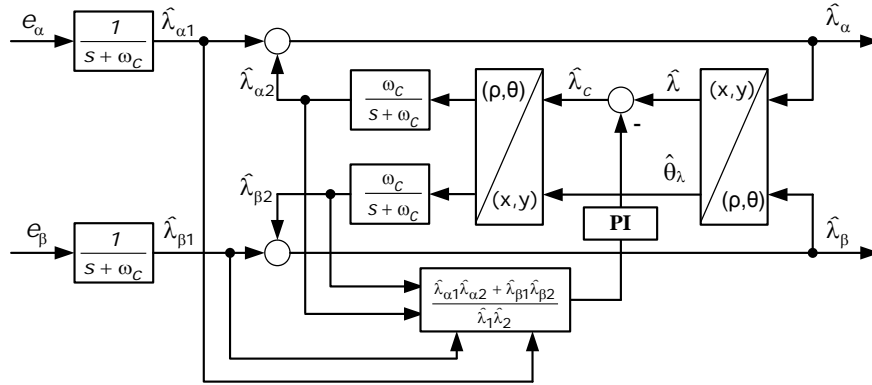 e_α
1
s + ω_C
λ̂_α1
λ̂_α
λ̂_α2
ω_C
s + ω_C
(ρ,θ)
(x,y)
λ̂_c
-
λ̂
(x,y)
(ρ,θ)
λ̂_β2
ω_C
s + ω_C
θ̂_λ
PI
e_β
1
s + ω_C
λ̂_β1
λ̂_β
λ̂_α1λ̂_α2 + λ̂_β1λ̂_β2
λ̂_1λ̂_2